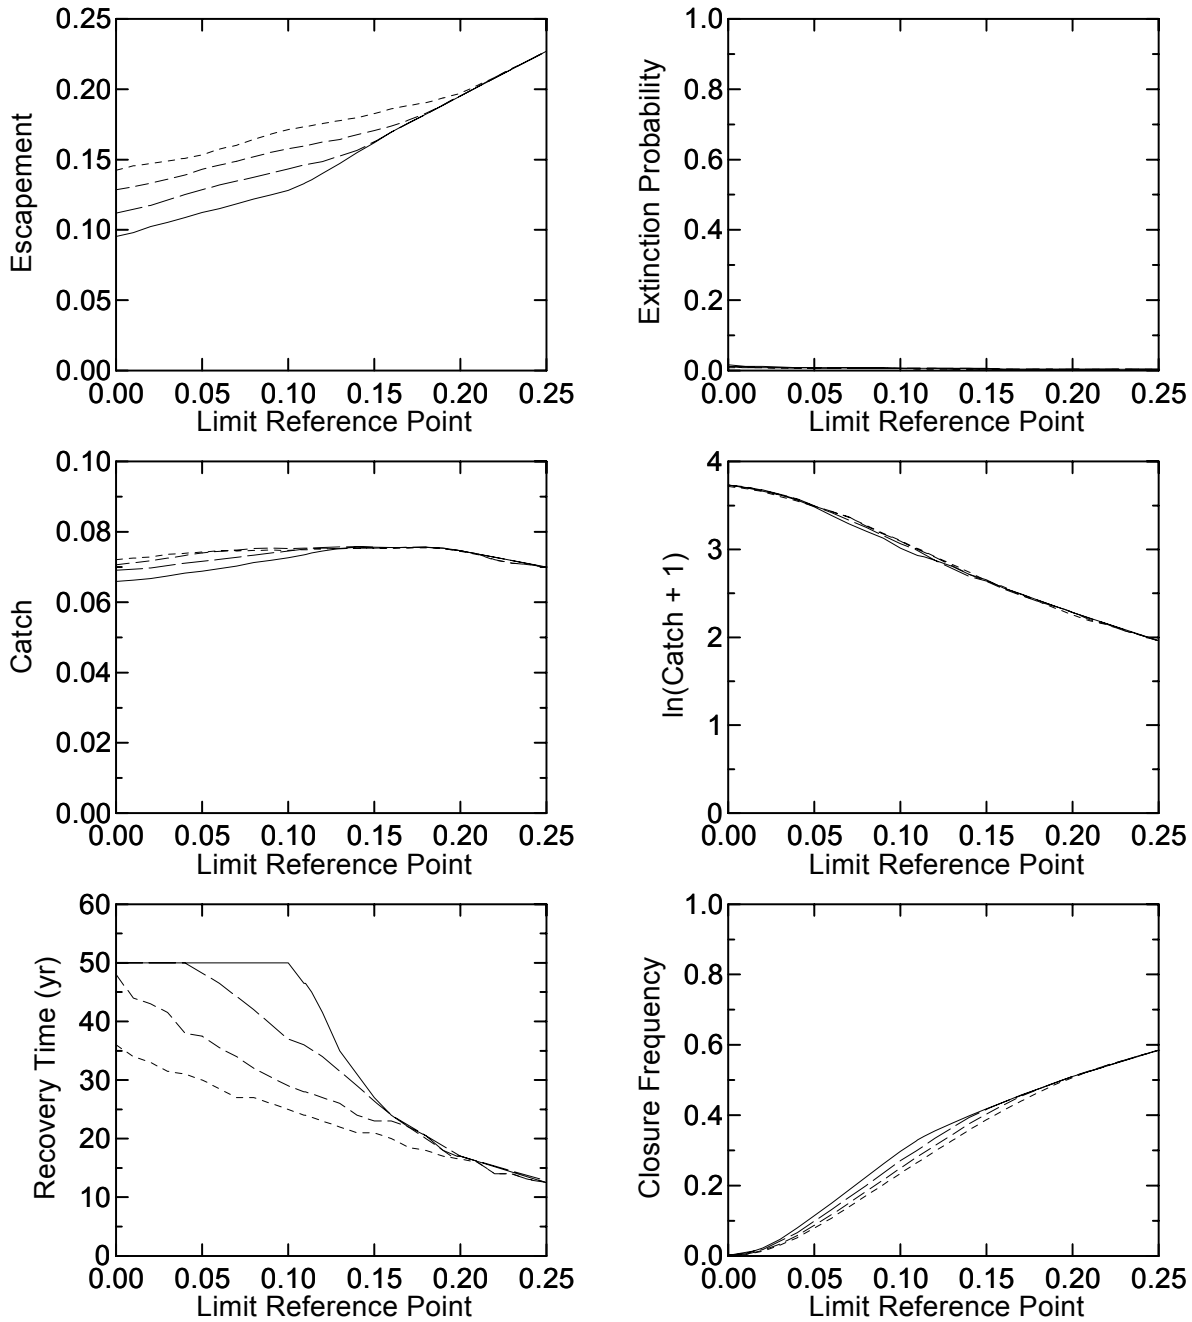 0.25
0.20
0.15
0.10
0.05
0.00
Escapement
0.00 0.05 0.10 0.15 0.20 0.25
Limit Reference Point
1.0
0.8
0.6
0.4
0.2
0.0
Extinction Probability
0.00 0.05 0.10 0.15 0.20 0.25
Limit Reference Point
0.10
0.08
0.06
0.04
0.02
0.00
Catch
0.00 0.05 0.10 0.15 0.20 0.25
Limit Reference Point
4
3
2
1
0
ln(Catch + 1)
0.00 0.05 0.10 0.15 0.20 0.25
Limit Reference Point
60
50
40
30
20
10
0
Recovery Time (yr)
0.00 0.05 0.10 0.15 0.20 0.25
Limit Reference Point
1.0
0.8
0.6
0.4
0.2
0.0
Closure Frequency
0.00 0.05 0.10 0.15 0.20 0.25
Limit Reference Point